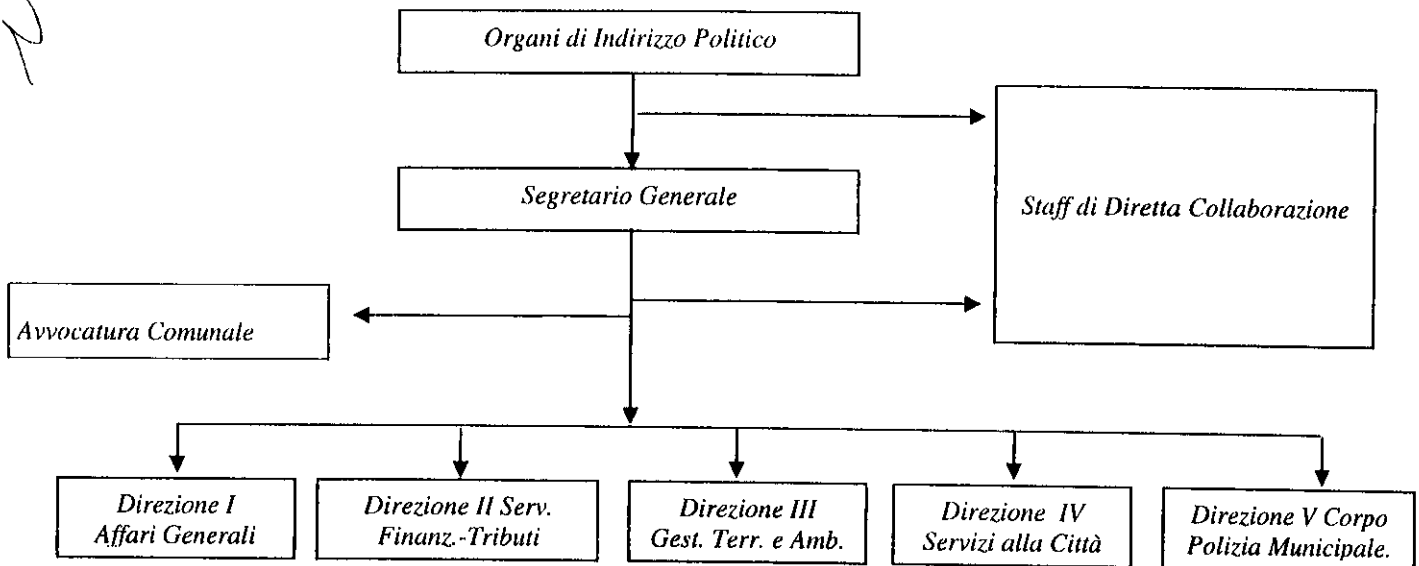 Organi di Indirizzo Politico
Segretario Generale
Staff di Diretta Collaborazione
Avvocatura Comunale
Direzione I
Affari Generali
Direzione II Serv.
Finanz.-Tributi
Direzione III
Gest. Terr. e Amb.
Direzione IV
Servizi alla Città
Direzione V Corpo
Polizia Municipale.